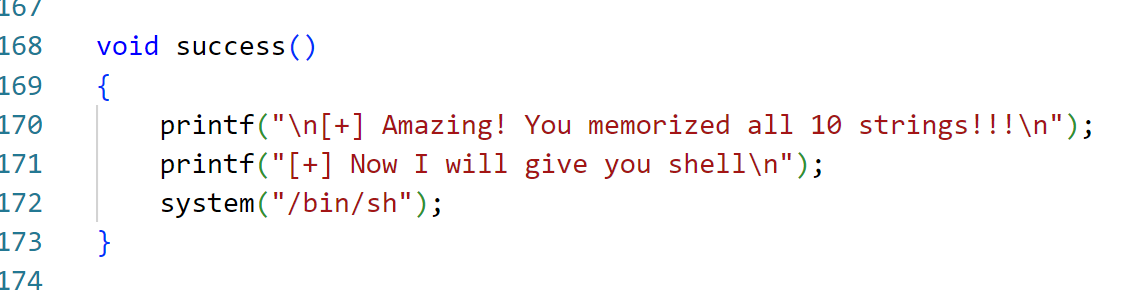 167
168 void success()
169 {
170 printf("\n[+] Amazing! You memorized all 10 strings!!!\n");
171 printf("[+] Now I will give you shell\n");
172 system("/bin/sh");
173 }
174